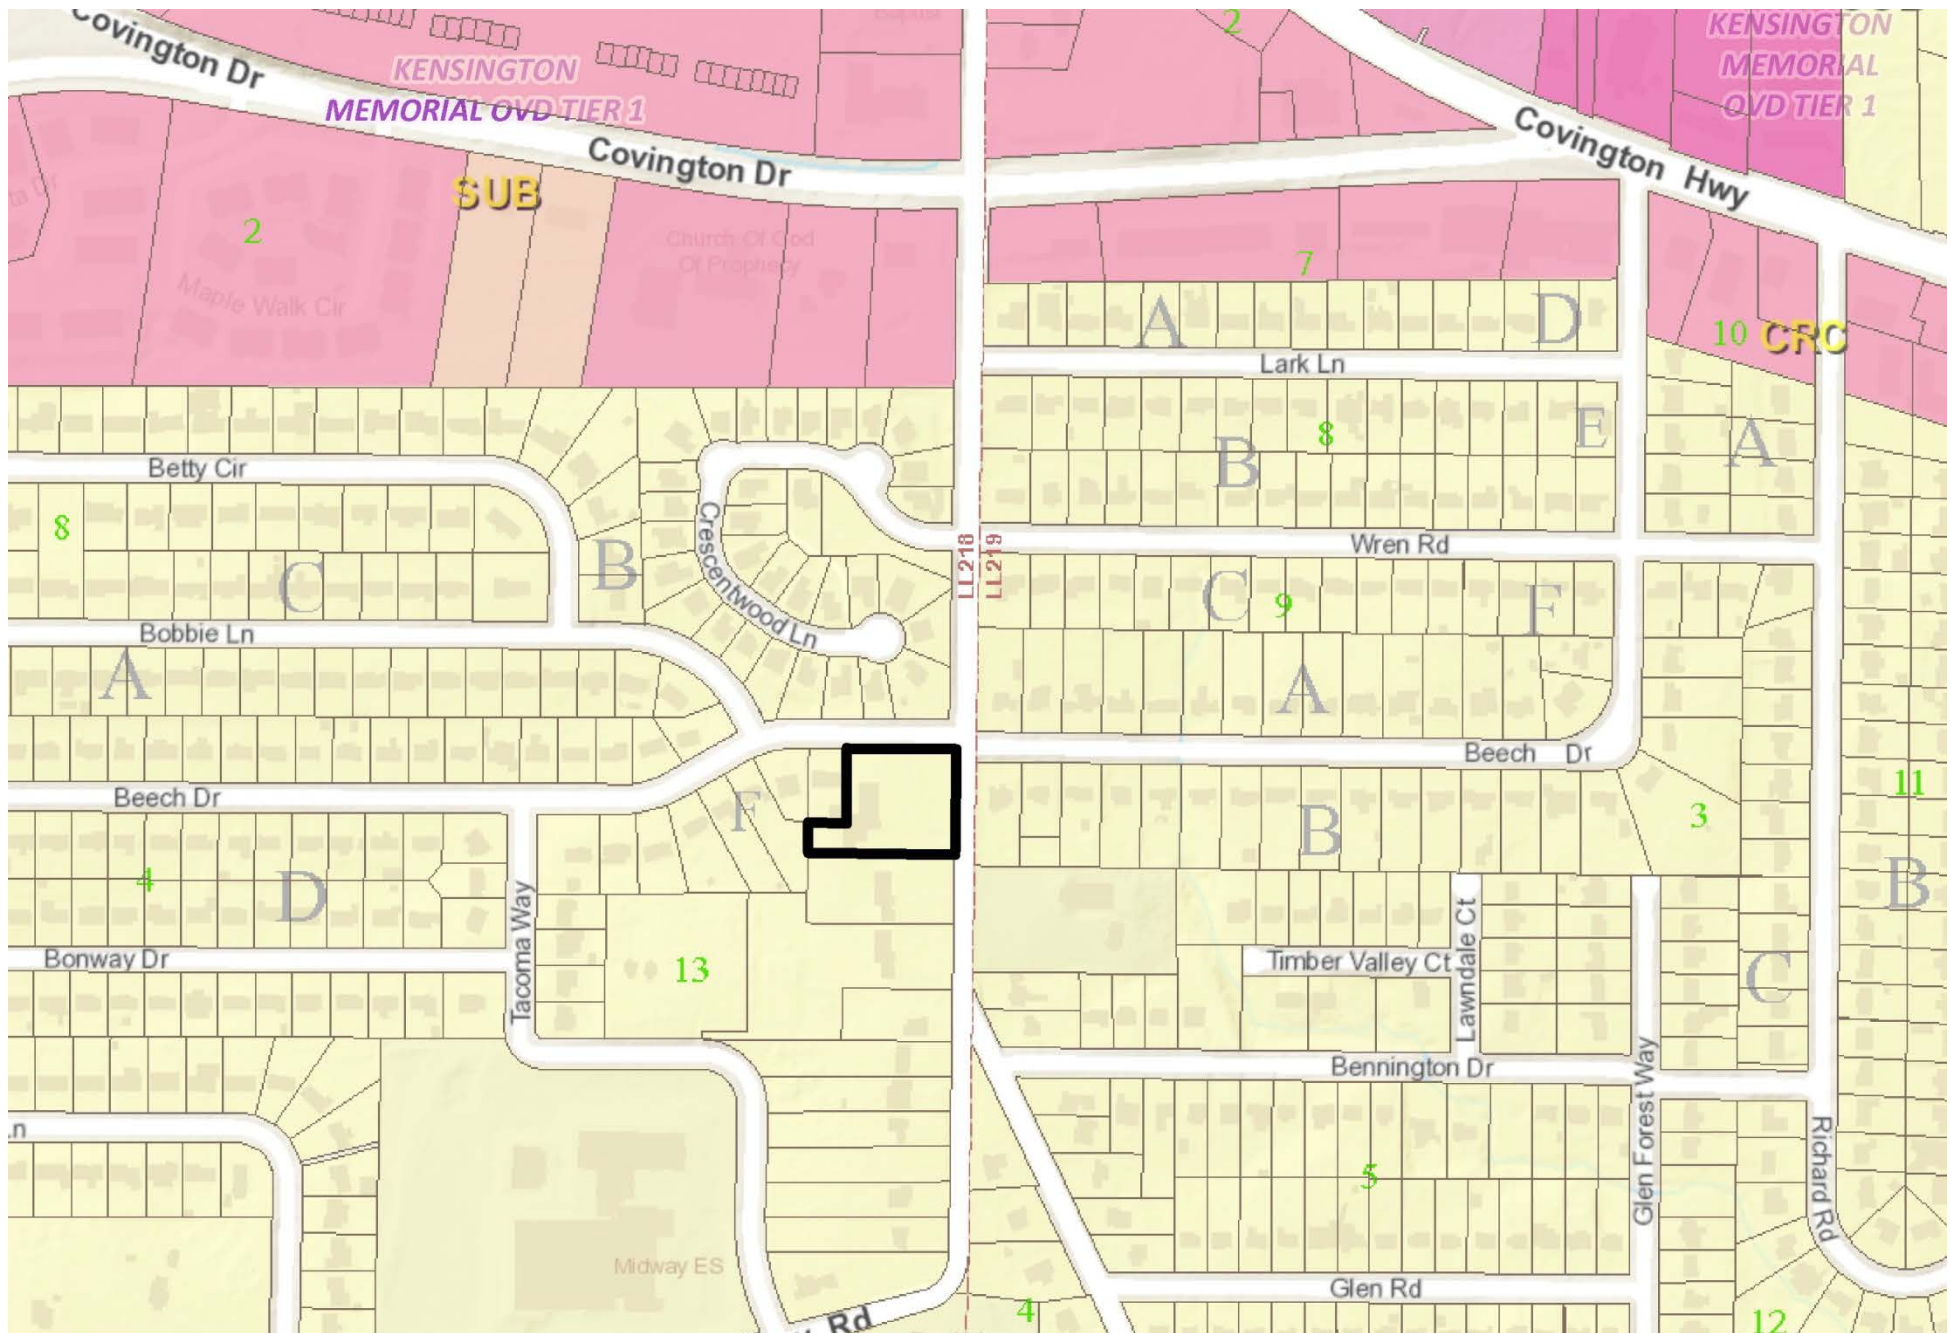 Baptist
2
KENSINGTON
MEMORIAL
OVD TIER 1
Covington Dr
KENSINGTON
MEMORIAL OVD TIER 1
Covington Hwy
Covington Dr
SUB
2
Church Of God
Of Prophecy
7
Maple Walk Cir
A
D
10
CRC
Lark Ln
8
E
B
A
Betty Cir
8
Crescentwood Ln
LL218
LL219
Wren Rd
B
C
C
9
F
Bobbie Ln
A
A
Beech Dr
11
Beech Dr
F
B
3
4
D
B
Tacoma Way
Lawndale Ct
Bonway Dr
13
Timber Valley Ct
C
Bennington Dr
Glen Forest Way
Richard Rd
5
Midway ES
Glen Rd
Rd
4
12